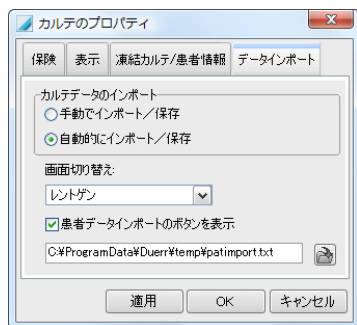 カルテのプロパティ
保険 表示 凍結カルテ/患者情報 データインポート
カルテデータのインポート
手動でインポート／保存
自動的にインポート／保存
画面切り替え:
レントゲン
患者データインポートのボタンを表示
C:¥ProgramData¥Duerr¥temp¥patimport.txt
適用 OK キャンセル